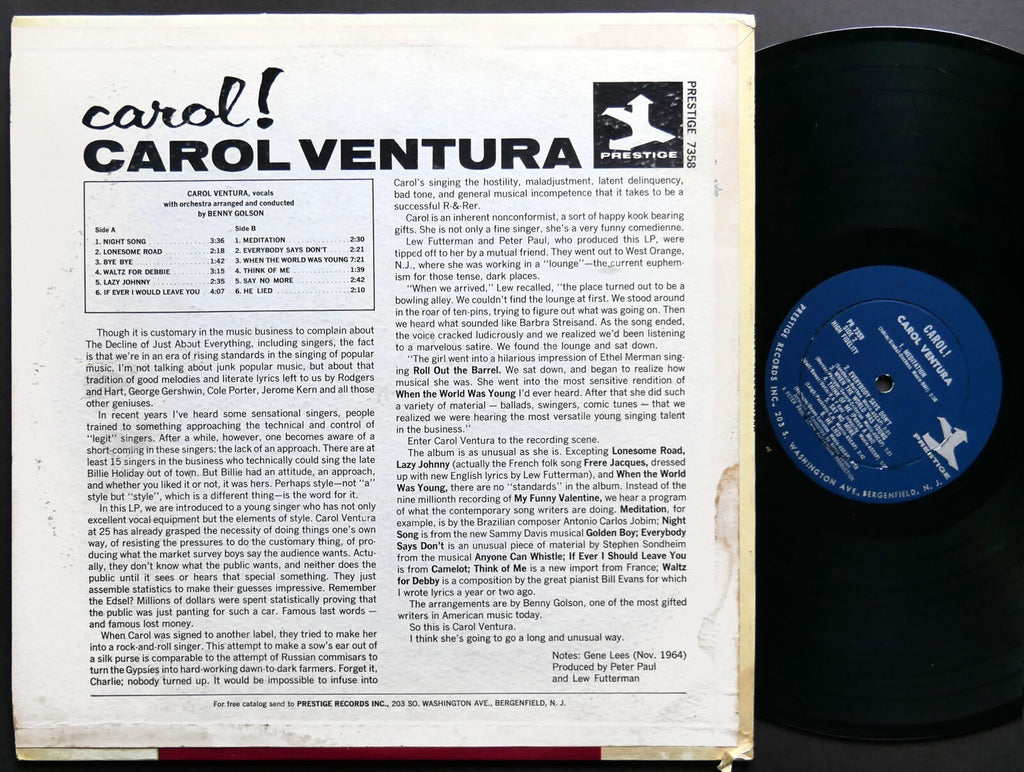 carol!
CAROL VENTURA
PRESTIGE
PRESTIGE 7358
CAROL VENTURA, vocals
with orchestra arranged and conducted
by BENNY GOLSON
Side A
1. NIGHT SONG 3:36
2. LONESOME ROAD 2:18
3. BYE BYE 1:42
4. WALTZ FOR DEBBIE 3:15
5. LAZY JOHNNY 2:35
6. IF EVER I WOULD LEAVE YOU 4:07
Side B
1. MEDITATION 2:30
2. EVERYBODY SAYS DON'T 2:21
3. WHEN THE WORLD WAS YOUNG 7:21
4. THINK OF ME 1:39
5. SAY NO MORE 2:42
6. HE LIED 2:10
Though it is customary in the music business to complain about
The Decline of Just About Everything, including singers, the fact
is that we're in an era of rising standards in the singing of popular
music. I'm not talking about junk popular music, but about that
tradition of good melodies and literate lyrics left to us by Rodgers
and Hart, George Gershwin, Cole Porter, Jerome Kern and all those
other geniuses.
In recent years I've heard some sensational singers, people
trained to something approaching the technical and control of
"legit" singers. After a while, however, one becomes aware of a
short-coming in these singers: the lack of an approach. There are at
least 15 singers in the business who technically could sing the late
Billie Holiday out of town. But Billie had an attitude, an approach,
and whether you liked it or not, it was hers. Perhaps style—not "a"
style but "style", which is a different thing—is the word for it.
In this LP, we are introduced to a young singer who has not only
excellent vocal equipment but the elements of style. Carol Ventura
at 25 has already grasped the necessity of doing things one's own
way, of resisting the pressures to do the customary thing, of pro-
ducing what the market survey boys say the audience wants. Actu-
ally, they don't know what the public wants, and neither does the
public until it sees or hears that special something. They just
assemble statistics to make their guesses impressive. Remember
the Edsel? Millions of dollars were spent statistically proving that
the public was just panting for such a car. Famous last words —
and famous lost money.
When Carol was signed to another label, they tried to make her
into a rock-and-roll singer. This attempt to make a sow's ear out of
a silk purse is comparable to the attempt of Russian commisars to
turn the Gypsies into hard-working dawn-to-dark farmers. Forget it,
Charlie; nobody turned up. It would be impossible to infuse into
Carol's singing the hostility, maladjustment, latent delinquency,
bad tone, and general musical incompetence that it takes to be a
successful R-&-Rer.
Carol is an inherent nonconformist, a sort of happy kook bearing
gifts. She is not only a fine singer, she's a very funny comedienne.
Lew Futterman and Peter Paul, who produced this LP, were
tipped off to her by a mutual friend. They went out to West Orange,
N.J., where she was working in a "lounge"—the current euphem-
ism for those tense, dark places.
"When we arrived," Lew recalled, "the place turned out to be a
bowling alley. We couldn't find the lounge at first. We stood around
in the roar of ten-pins, trying to figure out what was going on. Then
we heard what sounded like Barbra Streisand. As the song ended,
the voice cracked ludicrously and we realized we'd been listening
to a marvelous satire. We found the lounge and sat down.
"The girl went into a hilarious impression of Ethel Merman sing-
ing Roll Out the Barrel. We sat down, and began to realize how
musical she was. She went into the most sensitive rendition of
When the World Was Young I'd ever heard. After that she did such
a variety of material — ballads, swingers, comic tunes — that we
realized we were hearing the most versatile young singing talent
in the business."
Enter Carol Ventura to the recording scene.
The album is as unusual as she is. Excepting Lonesome Road,
Lazy Johnny (actually the French folk song Frere Jacques, dressed
up with new English lyrics by Lew Futterman), and When the World
Was Young, there are no "standards" in the album. Instead of the
nine millionth recording of My Funny Valentine, we hear a program
of what the contemporary song writers are doing. Meditation, for
example, is by the Brazilian composer Antonio Carlos Jobim; Night
Song is from the new Sammy Davis musical Golden Boy; Everybody
Says Don't is an unusual piece of material by Stephen Sondheim
from the musical Anyone Can Whistle; If Ever I Should Leave You
is from Camelot; Think of Me is a new import from France; Waltz
for Debby is a composition by the great pianist Bill Evans for which
I wrote lyrics a year or two ago.
The arrangements are by Benny Golson, one of the most gifted
writers in American music today.
So this is Carol Ventura.
I think she's going to go a long and unusual way.
Notes: Gene Lees (Nov. 1964)
Produced by Peter Paul
and Lew Futterman
For free catalog send to PRESTIGE RECORDS INC., 203 SO. WASHINGTON AVE., BERGENFIELD, N. J.
CAROL!
CAROL VENTURA
PR 7358
HIGH FIDELITY
1. MEDITATION 2:30
PRESTIGE
PRESTIGE RECORDS INC., 203 S. WASHINGTON AVE. BERGENFIELD, N. J.